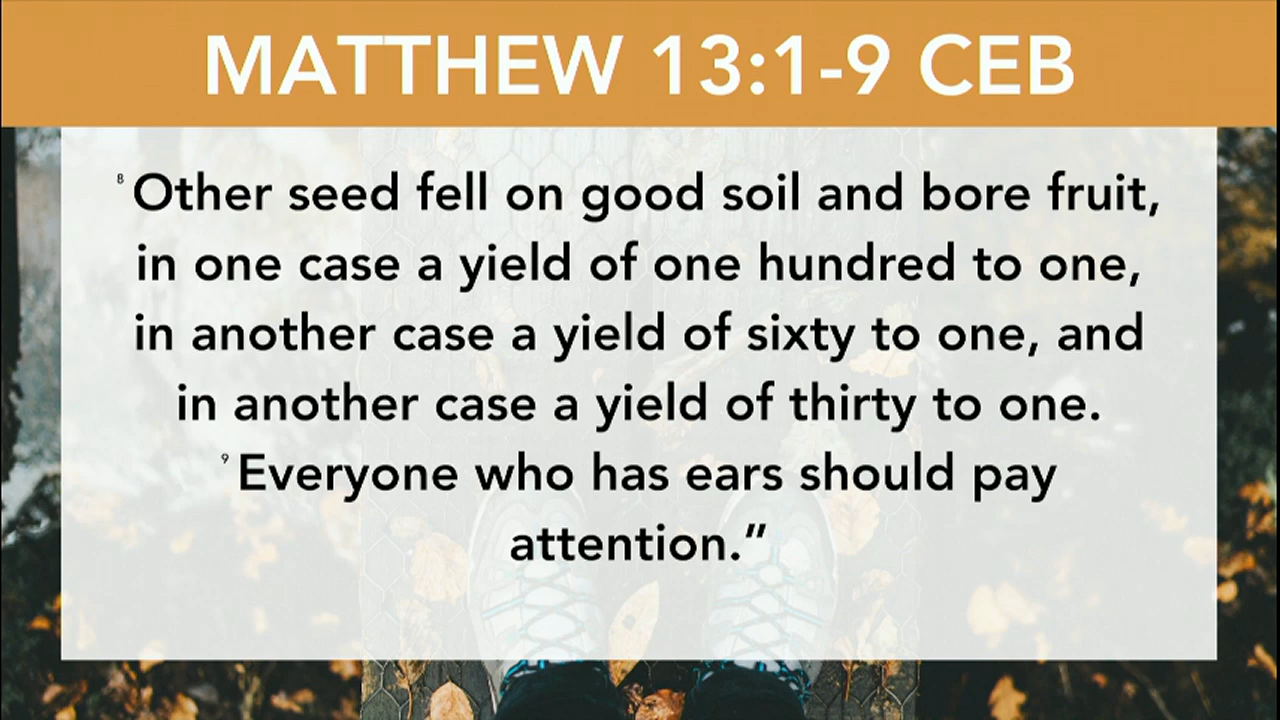 MATTHEW 13:1-9 CEB
8 Other seed fell on good soil and bore fruit,
in one case a yield of one hundred to one,
in another case a yield of sixty to one, and
in another case a yield of thirty to one.
9 Everyone who has ears should pay
attention.”